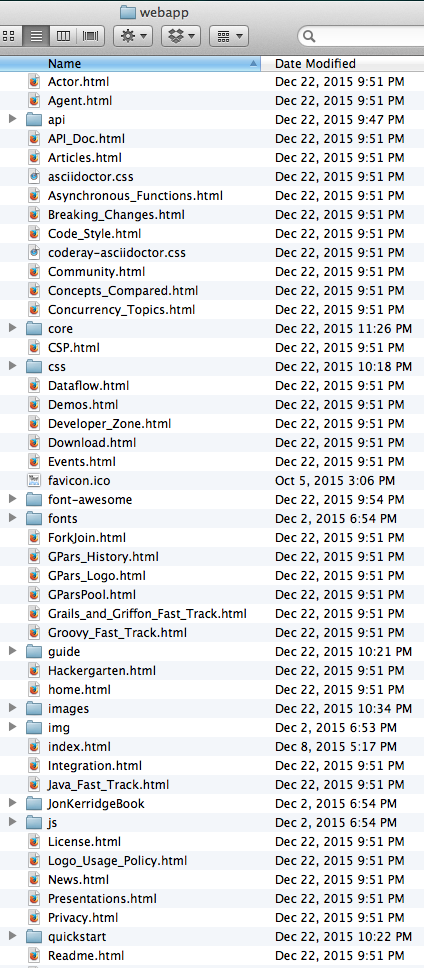 webapp
Name Date Modified
Actor.html Dec 22, 2015 9:51 PM
Agent.html Dec 22, 2015 9:51 PM
api Dec 22, 2015 9:47 PM
API_Doc.html Dec 22, 2015 9:51 PM
Articles.html Dec 22, 2015 9:51 PM
asciidoctor.css Dec 22, 2015 9:51 PM
Asynchronous_Functions.html Dec 22, 2015 9:51 PM
Breaking_Changes.html Dec 22, 2015 9:51 PM
Code_Style.html Dec 22, 2015 9:51 PM
coderay-asciidoctor.css Dec 22, 2015 9:51 PM
Community.html Dec 22, 2015 9:51 PM
Concepts_Compared.html Dec 22, 2015 9:51 PM
Concurrency_Topics.html Dec 22, 2015 9:51 PM
core Dec 22, 2015 11:26 PM
CSP.html Dec 22, 2015 9:51 PM
css Dec 22, 2015 10:18 PM
Dataflow.html Dec 22, 2015 9:51 PM
Demos.html Dec 22, 2015 9:51 PM
Developer_Zone.html Dec 22, 2015 9:51 PM
Download.html Dec 22, 2015 9:51 PM
Events.html Dec 22, 2015 9:51 PM
favicon.ico Oct 5, 2015 3:06 PM
font-awesome Dec 22, 2015 9:54 PM
fonts Dec 2, 2015 6:54 PM
ForkJoin.html Dec 22, 2015 9:51 PM
GPars_History.html Dec 22, 2015 9:51 PM
GPars_Logo.html Dec 22, 2015 9:51 PM
GParsPool.html Dec 22, 2015 9:51 PM
Grails_and_Griffon_Fast_Track.html Dec 22, 2015 9:51 PM
Groovy_Fast_Track.html Dec 22, 2015 9:51 PM
guide Dec 22, 2015 10:21 PM
Hackergarten.html Dec 22, 2015 9:51 PM
home.html Dec 22, 2015 9:51 PM
images Dec 22, 2015 10:34 PM
img Dec 2, 2015 6:53 PM
index.html Dec 8, 2015 5:17 PM
Integration.html Dec 22, 2015 9:51 PM
Java_Fast_Track.html Dec 22, 2015 9:51 PM
JonKerridgeBook Dec 2, 2015 6:54 PM
js Dec 2, 2015 6:54 PM
License.html Dec 22, 2015 9:51 PM
Logo_Usage_Policy.html Dec 22, 2015 9:51 PM
News.html Dec 22, 2015 9:51 PM
Presentations.html Dec 22, 2015 9:51 PM
Privacy.html Dec 22, 2015 9:51 PM
quickstart Dec 22, 2015 10:22 PM
Readme.html Dec 22, 2015 9:51 PM